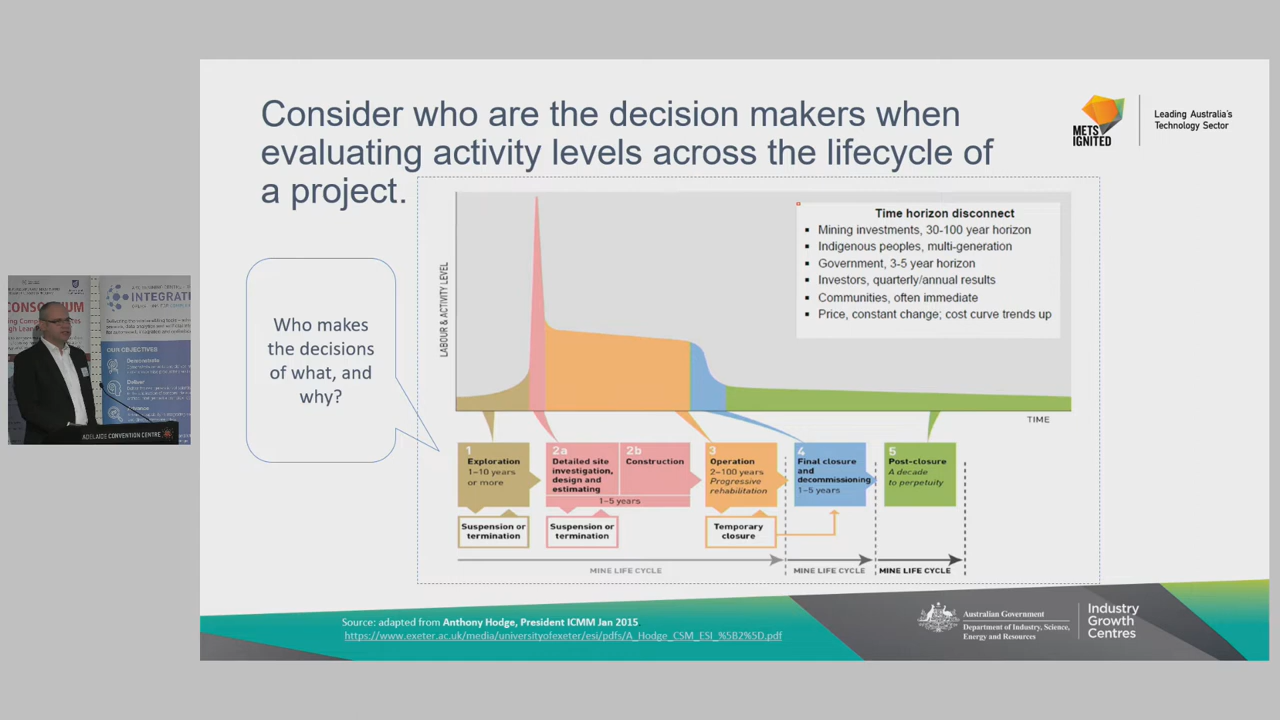 Consider who are the decision makers when
evaluating activity levels across the lifecycle of
a project.
METS
IGNITED
Leading Australia's
Technology Sector
Who makes
the decisions
of what, and
why?
LABOUR & ACTIVITY LEVEL
Time horizon disconnect
▪ Mining investments, 30-100 year horizon
▪ Indigenous peoples, multi-generation
▪ Government, 3-5 year horizon
▪ Investors, quarterly/annual results
▪ Communities, often immediate
▪ Price, constant change; cost curve trends up
TIME
1
Exploration
1–10 years
or more
2a
Detailed site
investigation,
design and
estimating
2b
Construction
1–5 years
3
Operation
2–100 years
Progressive
rehabilitation
4
Final closure
and
decommissioning
1–5 years
5
Post-closure
A decade
to perpetuity
Suspension or
termination
Suspension or
termination
Temporary
closure
MINE LIFE CYCLE
MINE LIFE CYCLE
MINE LIFE CYCLE
Source: adapted from Anthony Hodge, President ICMM Jan 2015
https://www.exeter.ac.uk/media/universityofexeter/esi/pdfs/A_Hodge_CSM_ESI_%5B2%5D.pdf
Australian Government
Department of Industry, Science,
Energy and Resources
Industry
Growth
Centres
CONSORTIUM
INTEGRAT
OUR OBJECTIVES
Demonstrate
Deliver
Advance
ADELAIDE CONVENTION CENTRE